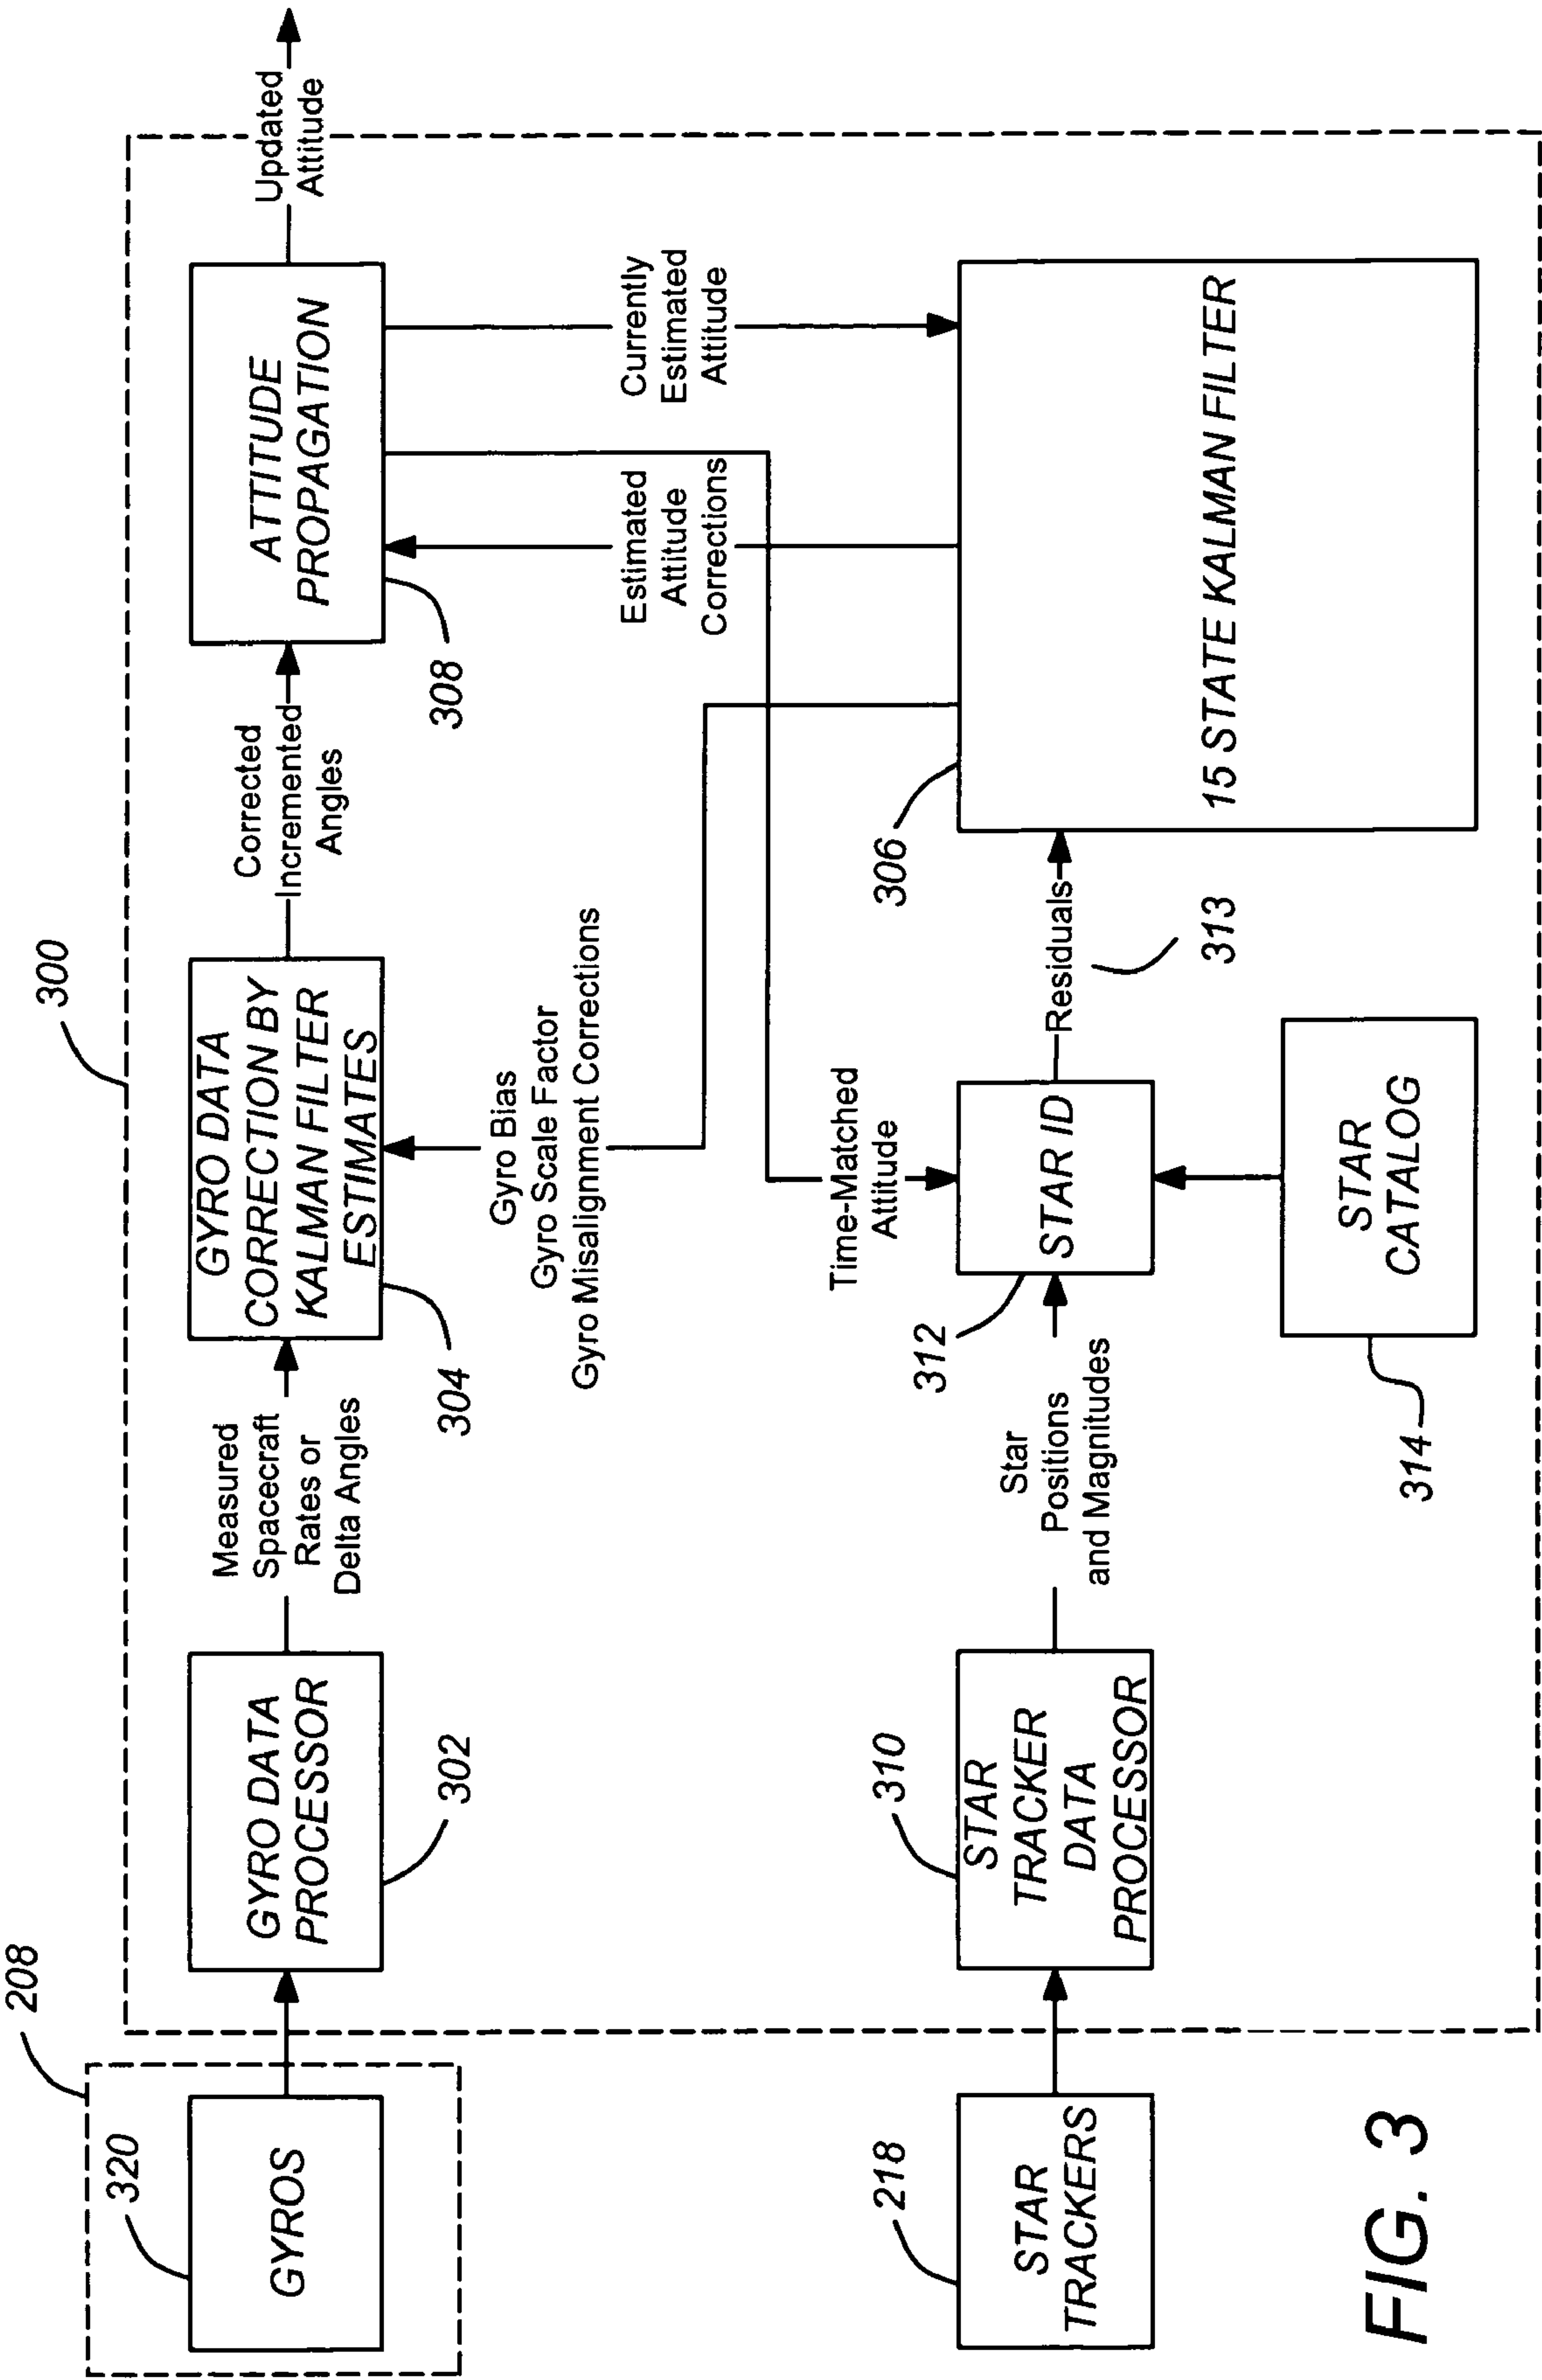 208
320
GYROS
GYRO DATA
PROCESSOR
302
Measured
Spacecraft
Rates or
Delta Angles
300
GYRO DATA
CORRECTION BY
KALMAN FILTER
ESTIMATES
304
Corrected
Incremented
Angles
ATTITUDE
PROPAGATION
308
Updated
Attitude
Gyro Bias
Gyro Scale Factor
Gyro Misalignment Corrections
Estimated
Attitude
Corrections
Currently
Estimated
Attitude
Time-Matched
Attitude
218
STAR
TRACKERS
310
STAR
TRACKER
DATA
PROCESSOR
Star
Positions
and Magnitudes
312
STAR ID
Residuals
313
306
15 STATE KALMAN FILTER
STAR
CATALOG
314
FIG. 3